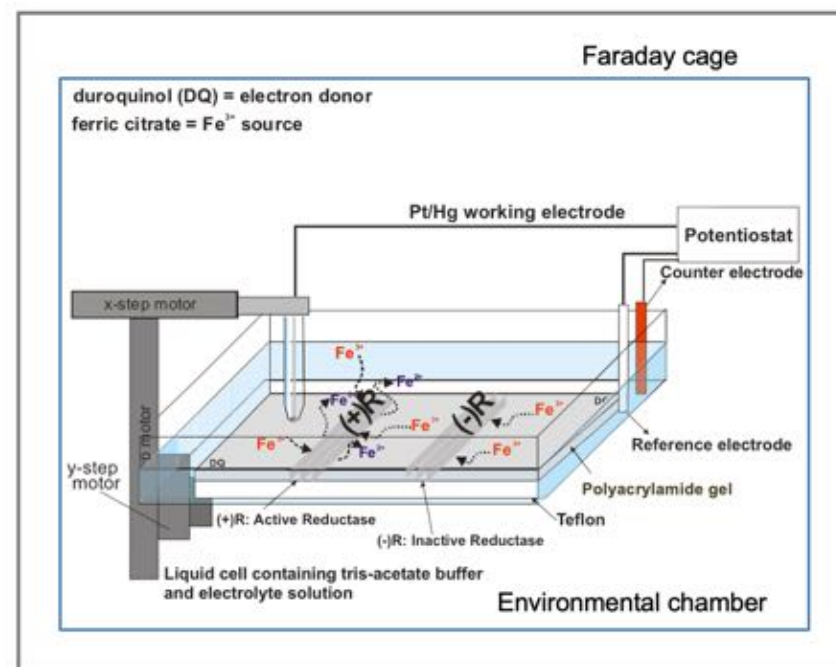 Faraday cage
duroquinol (DQ) = electron donor
ferric citrate = Fe³⁺ source
Pt/Hg working electrode
Potentiostat
Counter electrode
x-step motor
Fe³⁺
Fe²⁺
Fe²⁺
(+)R
(-)R
Fe³⁺
Fe³⁺
Fe³⁺
Fe²⁺
Fe³⁺
DQ
DQ
motor
y-step
motor
Reference electrode
Polyacrylamide gel
Teflon
(+)R: Active Reductase
(-)R: Inactive Reductase
Liquid cell containing tris-acetate buffer
and electrolyte solution
Environmental chamber